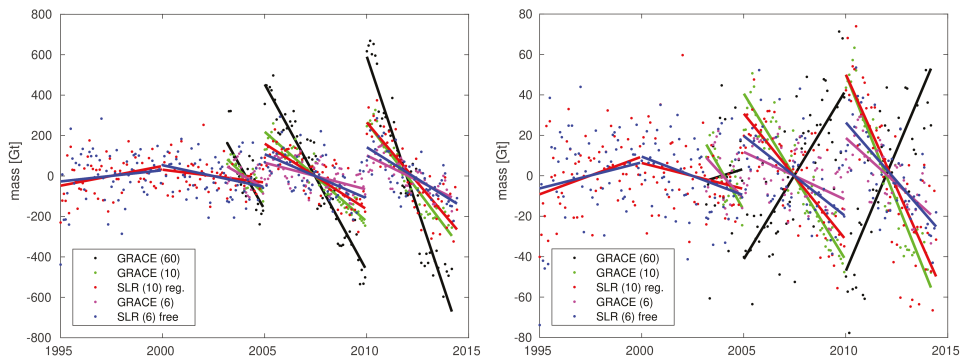 800
600
400
200
0
-200
-400
-600
-800
mass [Gt]
GRACE (60)
GRACE (10)
SLR (10) reg.
GRACE (6)
SLR (6) free
1995
2000
2005
2010
2015
80
60
40
20
0
-20
-40
-60
-80
mass [Gt]
GRACE (60)
GRACE (10)
SLR (10) reg.
GRACE (6)
SLR (6) free
1995
2000
2005
2010
2015